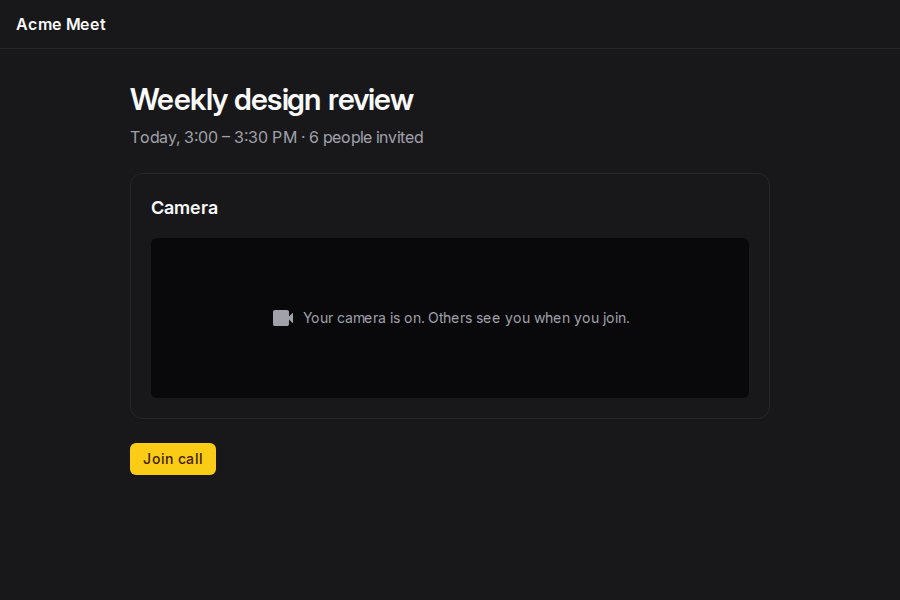 Acme Meet
Weekly design review
Today, 3:00 – 3:30 PM · 6 people invited
Camera
Your camera is on. Others see you when you join.
Join call